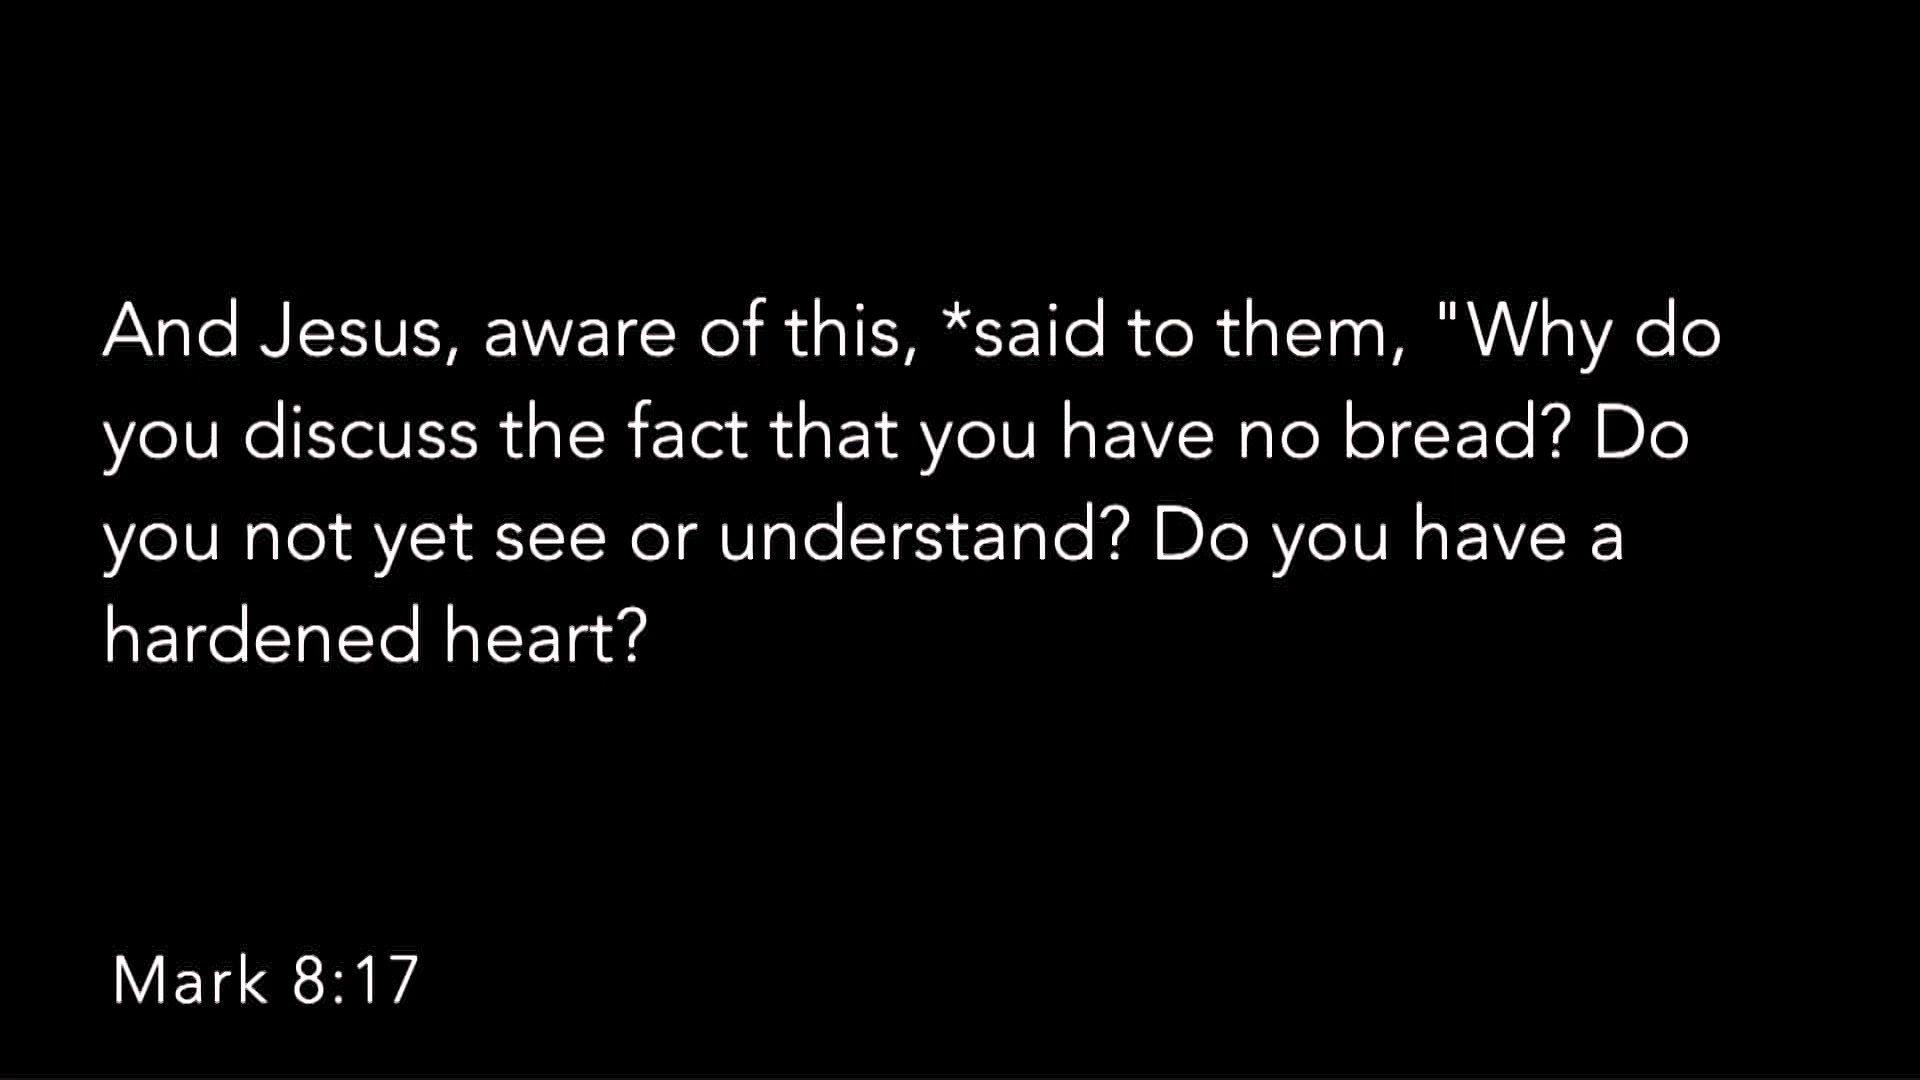 And Jesus, aware of this, *said to them, "Why do
you discuss the fact that you have no bread? Do
you not yet see or understand? Do you have a
hardened heart?
Mark 8:17